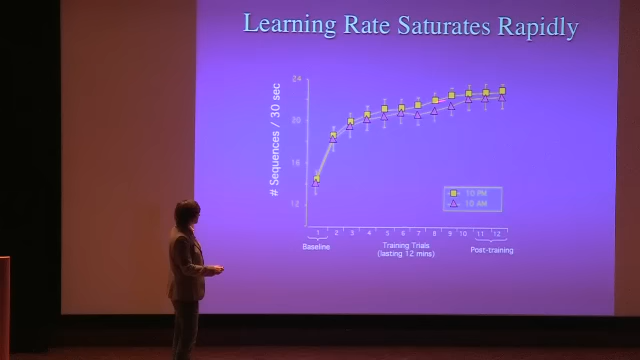 Learning Rate Saturates Rapidly
# Sequences / 30 sec
24
20
16
12
10 PM
10 AM
1 2 3 4 5 6 7 8 9 10 11 12
Baseline
Training Trials
(lasting 12 mins)
Post-training